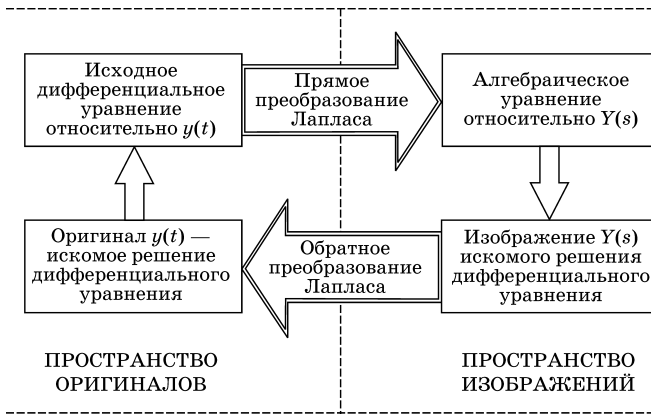 Исходное
дифференциальное
уравнение
относительно y(t)
Прямое
преобразование
Лапласа
Алгебраическое
уравнение
относительно Y(s)
Оригинал y(t) —
искомое решение
дифференциального
уравнения
Обратное
преобразование
Лапласа
Изображение Y(s)
искомого решения
дифференциального
уравнения
ПРОСТРАНСТВО
ОРИГИНАЛОВ
ПРОСТРАНСТВО
ИЗОБРАЖЕНИЙ